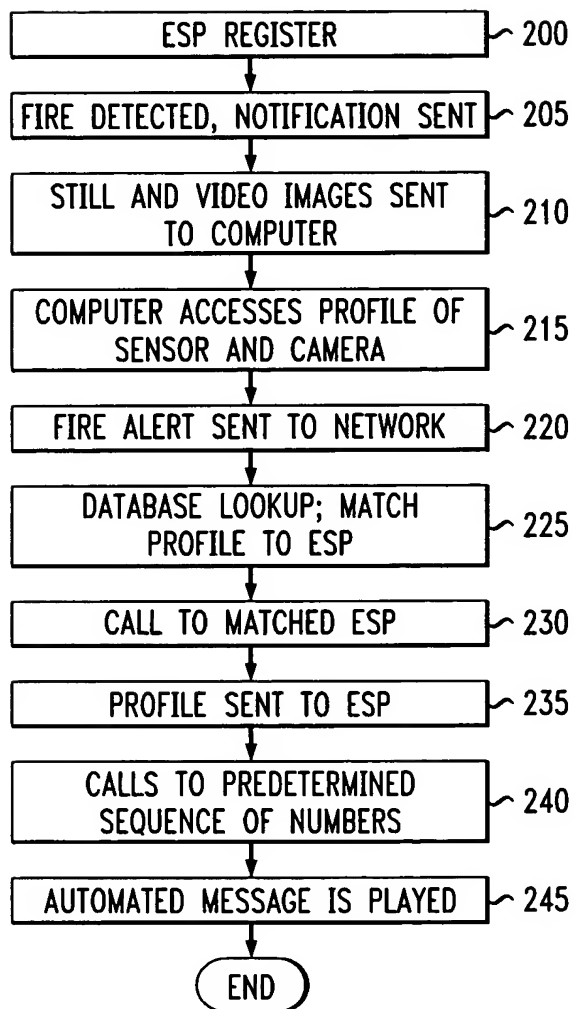 ESP REGISTER
200
FIRE DETECTED, NOTIFICATION SENT
205
STILL AND VIDEO IMAGES SENT
TO COMPUTER
210
COMPUTER ACCESSES PROFILE OF
SENSOR AND CAMERA
215
FIRE ALERT SENT TO NETWORK
220
DATABASE LOOKUP; MATCH
PROFILE TO ESP
225
CALL TO MATCHED ESP
230
PROFILE SENT TO ESP
235
CALLS TO PREDETERMINED
SEQUENCE OF NUMBERS
240
AUTOMATED MESSAGE IS PLAYED
245
END